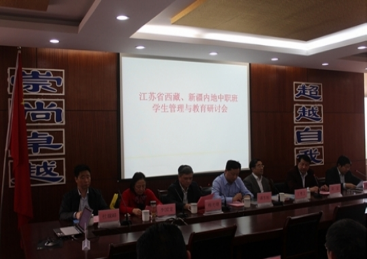 江苏省西藏、新疆内地中职班
学生管理与教育研讨会
崇尚卓越
超越自我